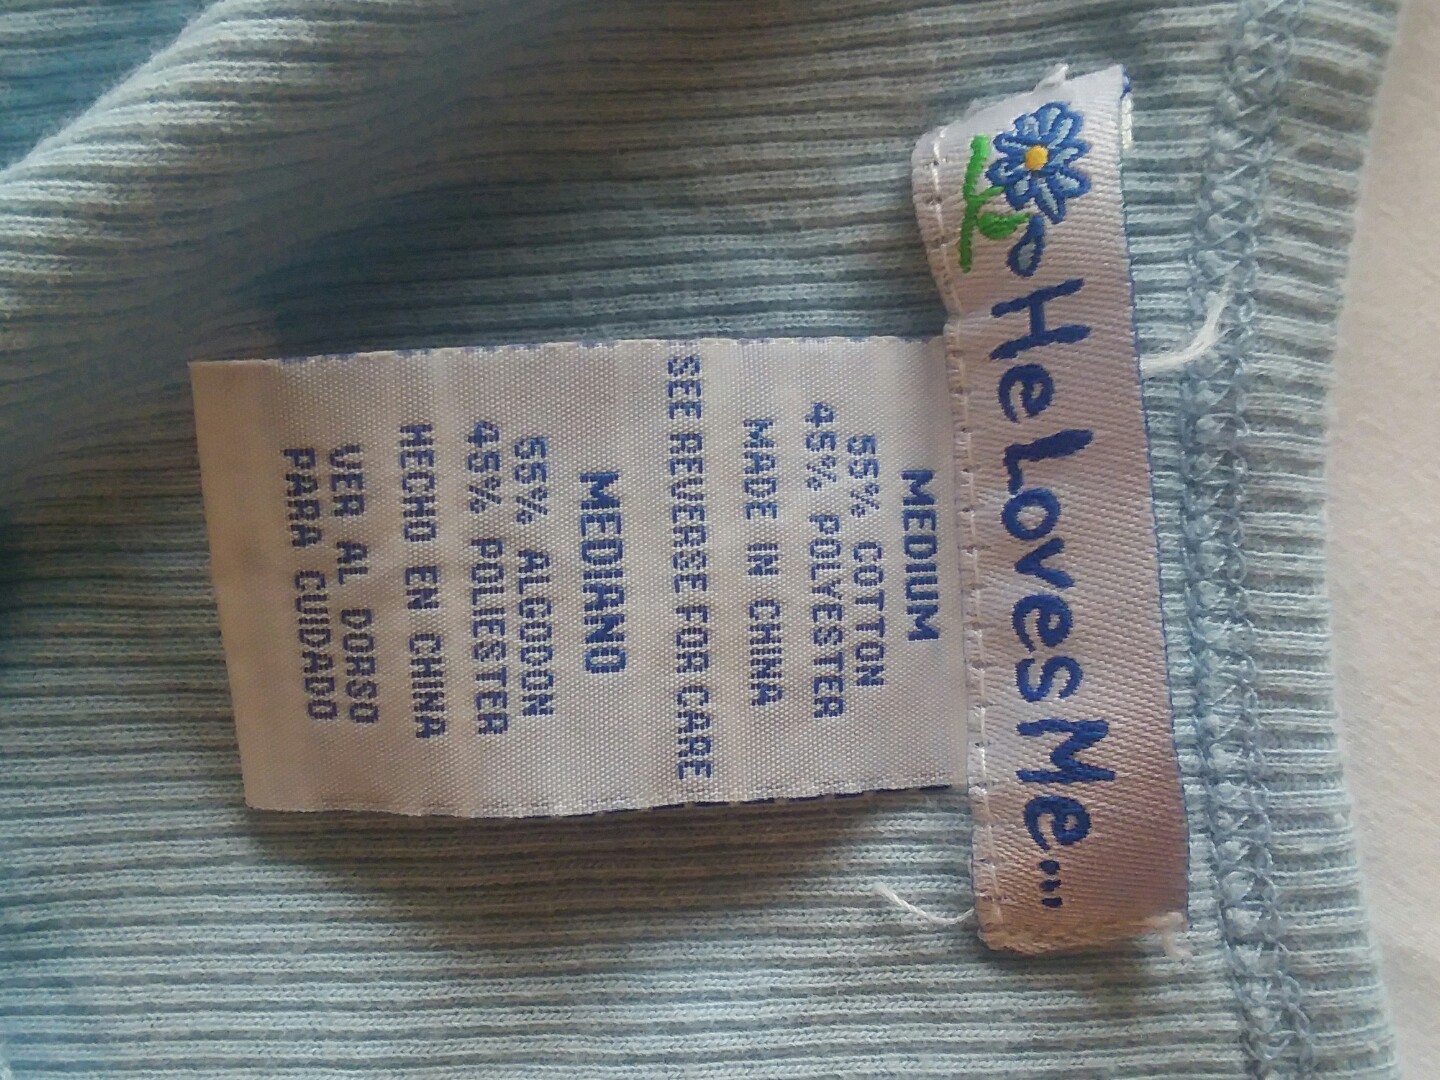 He Loves Me...
MEDIUM
55% COTTON
45% POLYESTER
MADE IN CHINA
SEE REVERSE FOR CARE
MEDIANO
55% ALGODON
45% POLIESTER
HECHO EN CHINA
VER AL DORSO
PARA CUIDADO